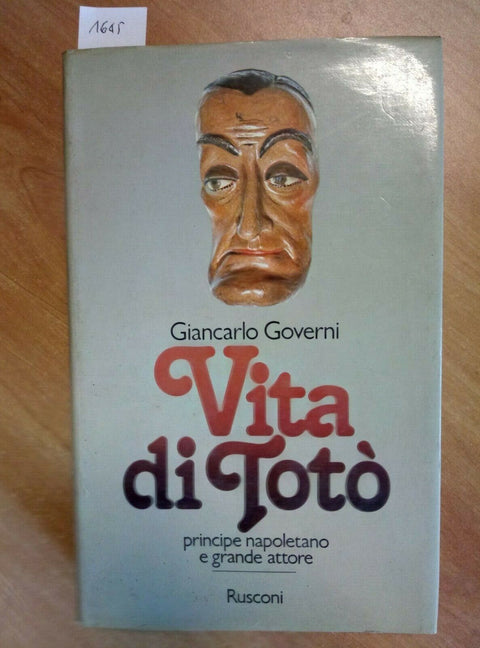 1645
Giancarlo Governi
Vita
di Totò
principe napoletano
e grande attore
Rusconi